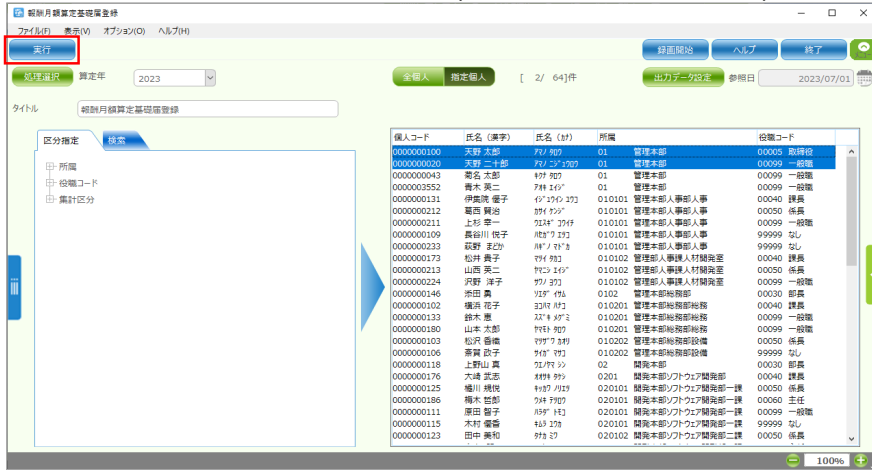 報酬月額算定基礎届登録
ファイル(F) 表示(V) オプション(O) ヘルプ(H)
実行 録画開始 ヘルプ 終了
処理選択 算定年 2023 全個人 指定個人 [ 2/ 64]件 出力データ設定 参照日 2023/07/01
タイトル 報酬月額算定基礎届登録
区分指定 検索
所属
役職コード
集計区分
個人コード 氏名（漢字） 氏名（カナ） 所属 役職コード
0000000100 天野 太郎 アマノ タロウ 01 管理本部 00005 取締役
0000000020 天野 二十郎 アマノ ニジュウロウ 01 管理本部 00099 一般職
0000000043 菊名 太郎 キクナ タロウ 01 管理本部 00099 一般職
0000003552 青木 英二 アオキ エイジ 01 管理本部 00099 一般職
0000000131 伊集院 優子 010101 管理本部人事部人事 00040 課長
0000000212 葛西 賢治 カサイ ケンジ 010101 管理本部人事部人事 00050 係長
0000000211 上杉 幸一 ウエスギ コウイチ 010101 管理本部人事部人事 00099 一般職
0000000109 長谷川 悦子 ハセガワ エツコ 010101 管理本部人事部人事 99999 なし
0000000233 萩野 まどか ハギノ マドカ 010101 管理本部人事部人事 99999 なし
0000000173 松井 貴子 マツイ タカコ 010102 管理部人事課人材開発室 00040 課長
0000000213 山西 英二 ヤマニシ エイジ 010102 管理部人事課人材開発室 00050 係長
0000000224 沢野 洋子 サワノ ヨウコ 010102 管理部人事課人材開発室 00099 一般職
0000000146 添田 勇 ソエダ イサム 0102 管理本部総務部 00030 部長
0000000102 横浜 花子 ヨコハマ ハナコ 010201 管理本部総務部総務 00040 課長
0000000133 鈴木 恵 スズキ メグミ 010201 管理本部総務部総務 00099 一般職
0000000180 山本 太郎 ヤマモト タロウ 010201 管理本部総務部総務 00099 一般職
0000000103 松沢 香織 マツザワ カオリ 010202 管理本部総務部設備 00050 係長
0000000106 斎賀 政子 サイガ マサコ 010202 管理本部総務部設備 99999 なし
0000000118 上野山 真 ウエノヤマ シン 02 開発本部 00030 部長
0000000176 大崎 武志 オオサキ タケシ 0201 開発本部ソフトウェア開発部 00040 課長
0000000125 橘川 規悦 キッカワ ノリエツ 020101 開発本部ソフトウェア開発部一課 00050 係長
0000000186 梅木 哲郎 ウメキ テツロウ 020101 開発本部ソフトウェア開発部一課 00060 主任
0000000111 原田 智子 ハラダ トモコ 020101 開発本部ソフトウェア開発部一課 00099 一般職
0000000115 木村 優香 キムラ ユウカ 020101 開発本部ソフトウェア開発部一課 99999 なし
0000000123 田中 美和 タナカ ミワ 020102 開発本部ソフトウェア開発部二課 00050 係長
100%